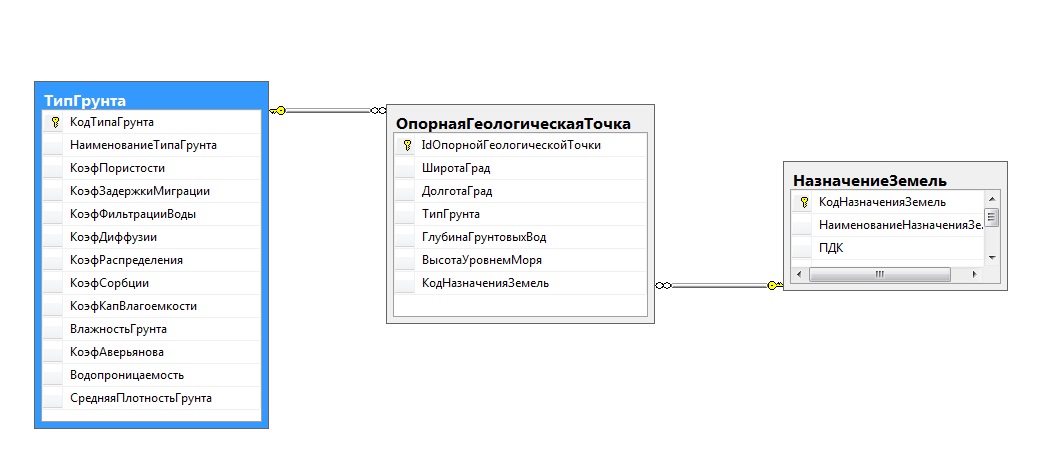 ТипГрунта
КодТипаГрунта
НаименованиеТипаГрунта
КоэфПористости
КоэфЗадержкиМиграции
КоэфФильтрацииВоды
КоэфДиффузии
КоэфРаспределения
КоэфСорбции
КоэфКапВлагоемкости
ВлажностьГрунта
КоэфАверьянова
Водопроницаемость
СредняяПлотностьГрунта
ОпорнаяГеологическаяТочка
IdОпорнойГеологическойТочки
ШиротаГрад
ДолготаГрад
ТипГрунта
ГлубинаГрунтовыхВод
ВысотаУровнемМоря
КодНазначенияЗемель
НазначениеЗемель
КодНазначенияЗемель
НаименованиеНазначенияЗе
ПДК